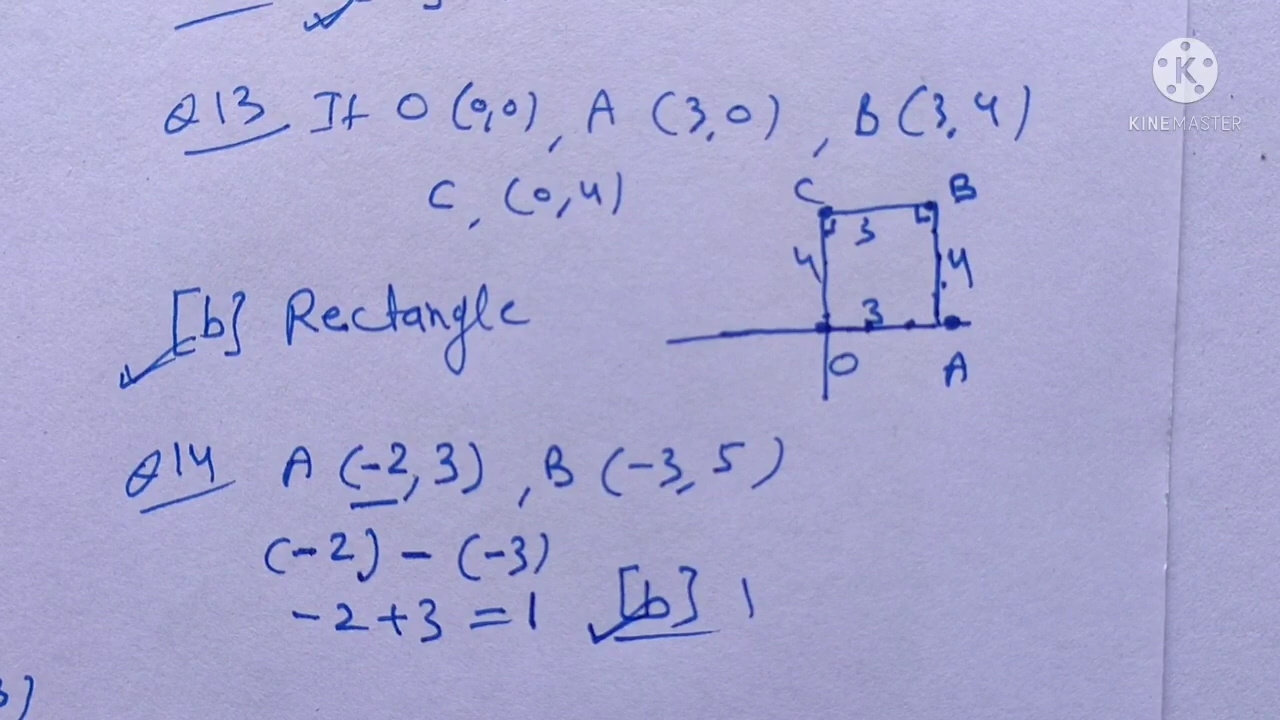 Q13 If O (0,0), A (3,0), B (3,4)
C, (0,4)
C B
3
4 4
3
O A
[b] Rectangle
Q14 A (-2,3), B (-3,5)
(-2) - (-3)
-2+3 =1 [b] 1
3)
K
KINEMASTER